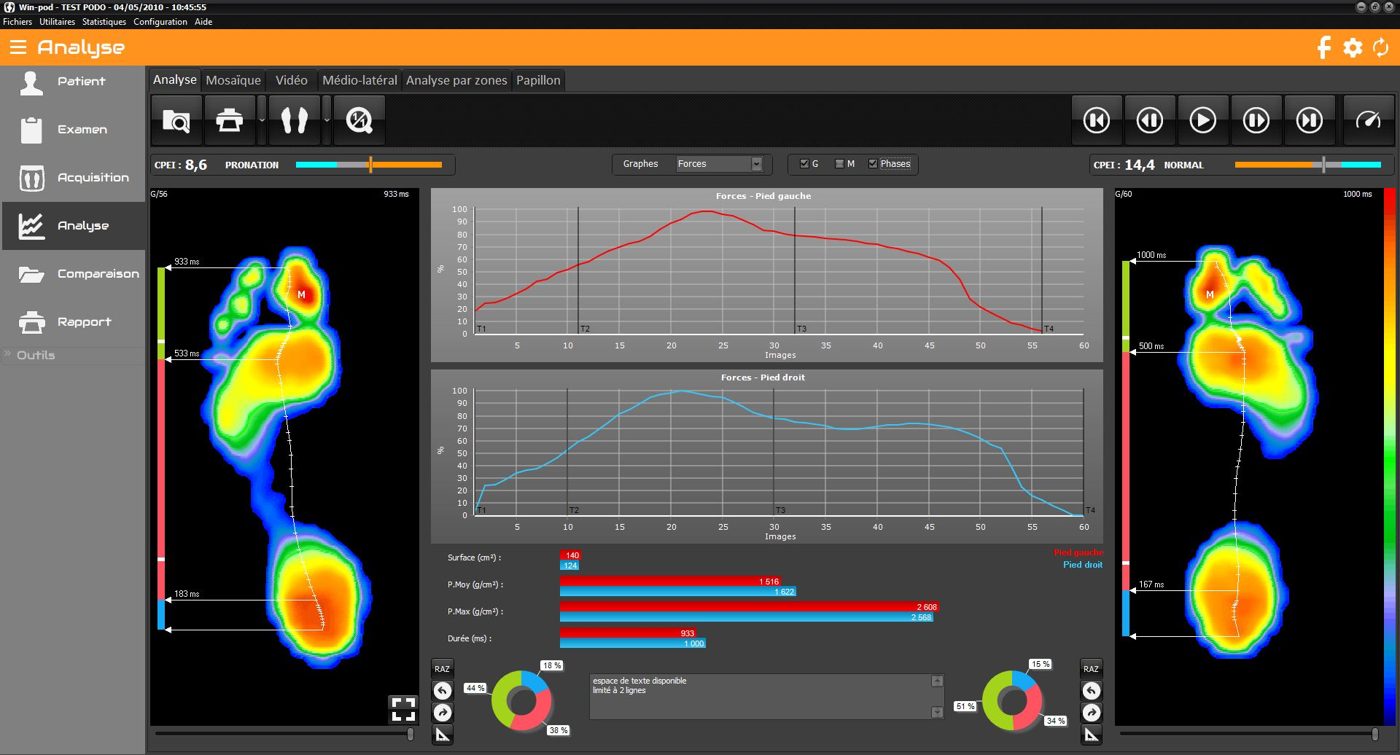 Win-pod - TEST PODO - 04/05/2010 - 10:45:55
Fichiers Utilitaires Statistiques Configuration Aide
Analyse
Patient
Examen
Acquisition
Analyse
Comparaison
Rapport
» Outils
Analyse Mosaïque Vidéo Médio-latéral Analyse par zones Papillon
1/1
CPEI : 8,6 PRONATION
Graphes Forces
G M Phases
CPEI : 14,4 NORMAL
G/56 933 ms
933 ms
M
533 ms
183 ms
Forces - Pied gauche
100
90
80
70
60
50
40
30
20
10
0
%
T1 T2 T3 T4
5 10 15 20 25 30 35 40 45 50 55 60
Images
Forces - Pied droit
100
90
80
70
60
50
40
30
20
10
0
%
T1 T2 T3 T4
5 10 15 20 25 30 35 40 45 50 55 60
Images
Pied gauche
Pied droit
Surface (cm²) : 140
124
P.Moy (g/cm²) : 1 516
1 622
P.Max (g/cm²) : 2 608
2 568
Durée (ms) : 933
1 000
RAZ
18 %
44 %
38 %
espace de texte disponible
limité à 2 lignes
15 %
51 %
34 %
RAZ
G/60 1000 ms
1000 ms
M
500 ms
167 ms